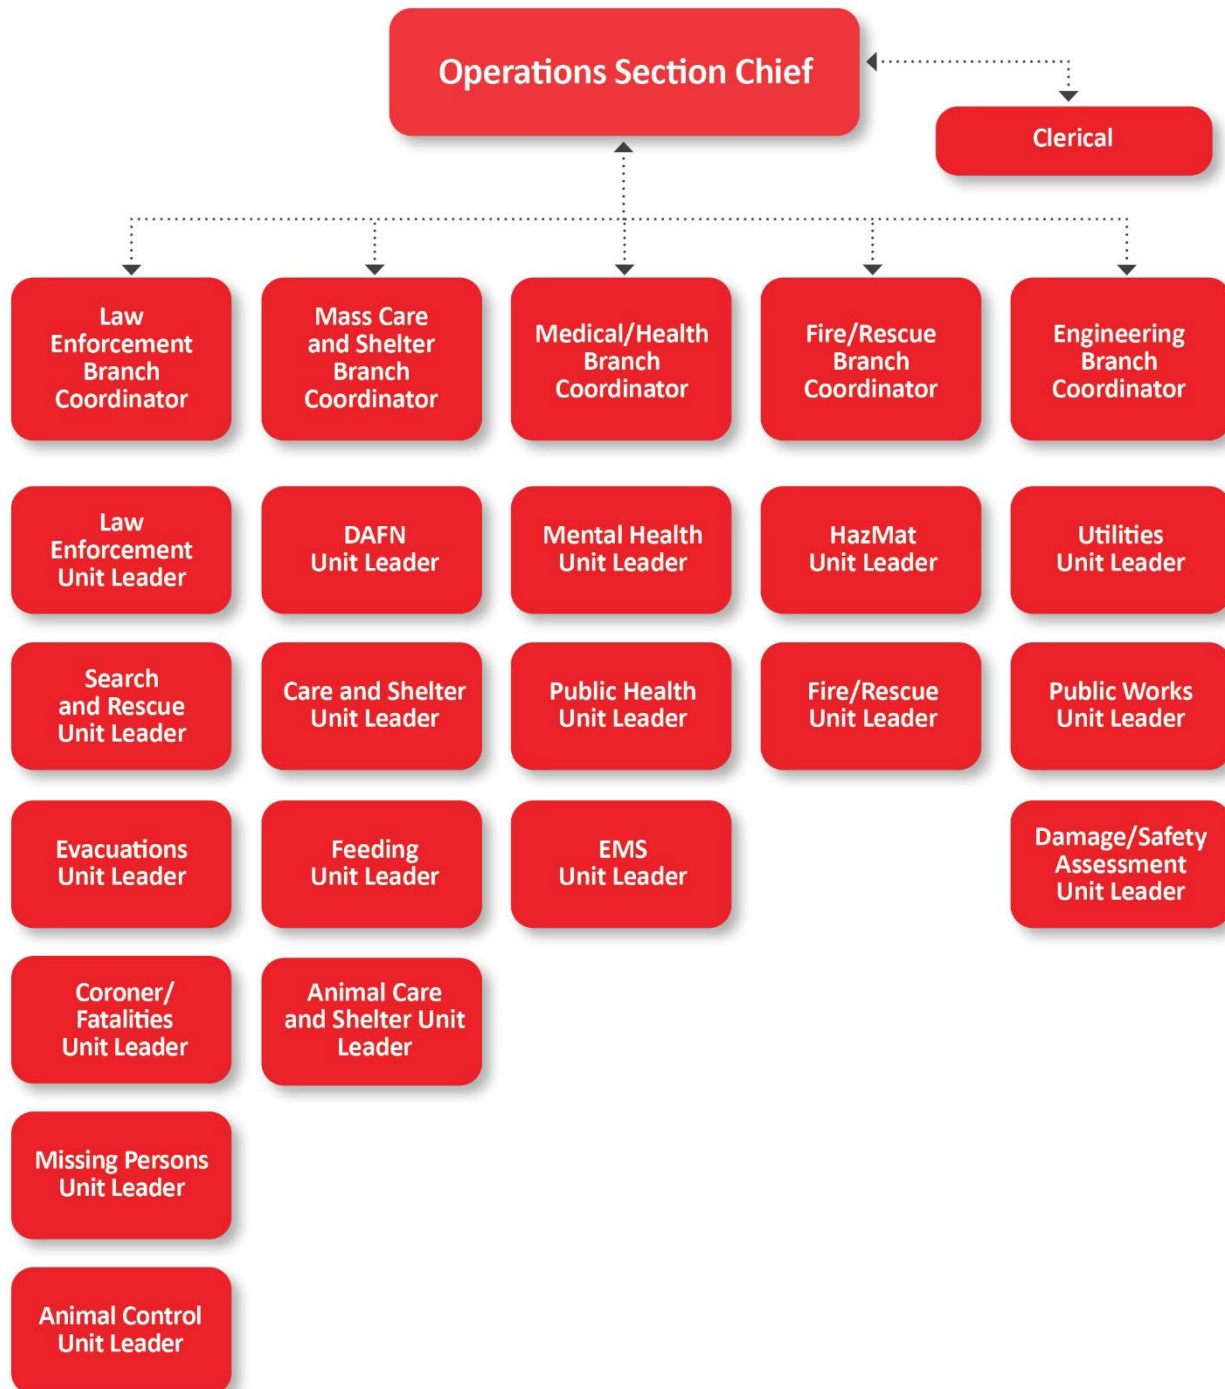 Operations Section Chief
Clerical
Law
Enforcement
Branch
Coordinator
Mass Care
and Shelter
Branch
Coordinator
Medical/Health
Branch
Coordinator
Fire/Rescue
Branch
Coordinator
Engineering
Branch
Coordinator
Law
Enforcement
Unit Leader
DAFN
Unit Leader
Mental Health
Unit Leader
HazMat
Unit Leader
Utilities
Unit Leader
Search
and Rescue
Unit Leader
Care and Shelter
Unit Leader
Public Health
Unit Leader
Fire/Rescue
Unit Leader
Public Works
Unit Leader
Evacuations
Unit Leader
Feeding
Unit Leader
EMS
Unit Leader
Damage/Safety
Assessment
Unit Leader
Coroner/
Fatalities
Unit Leader
Animal Care
and Shelter Unit
Leader
Missing Persons
Unit Leader
Animal Control
Unit Leader